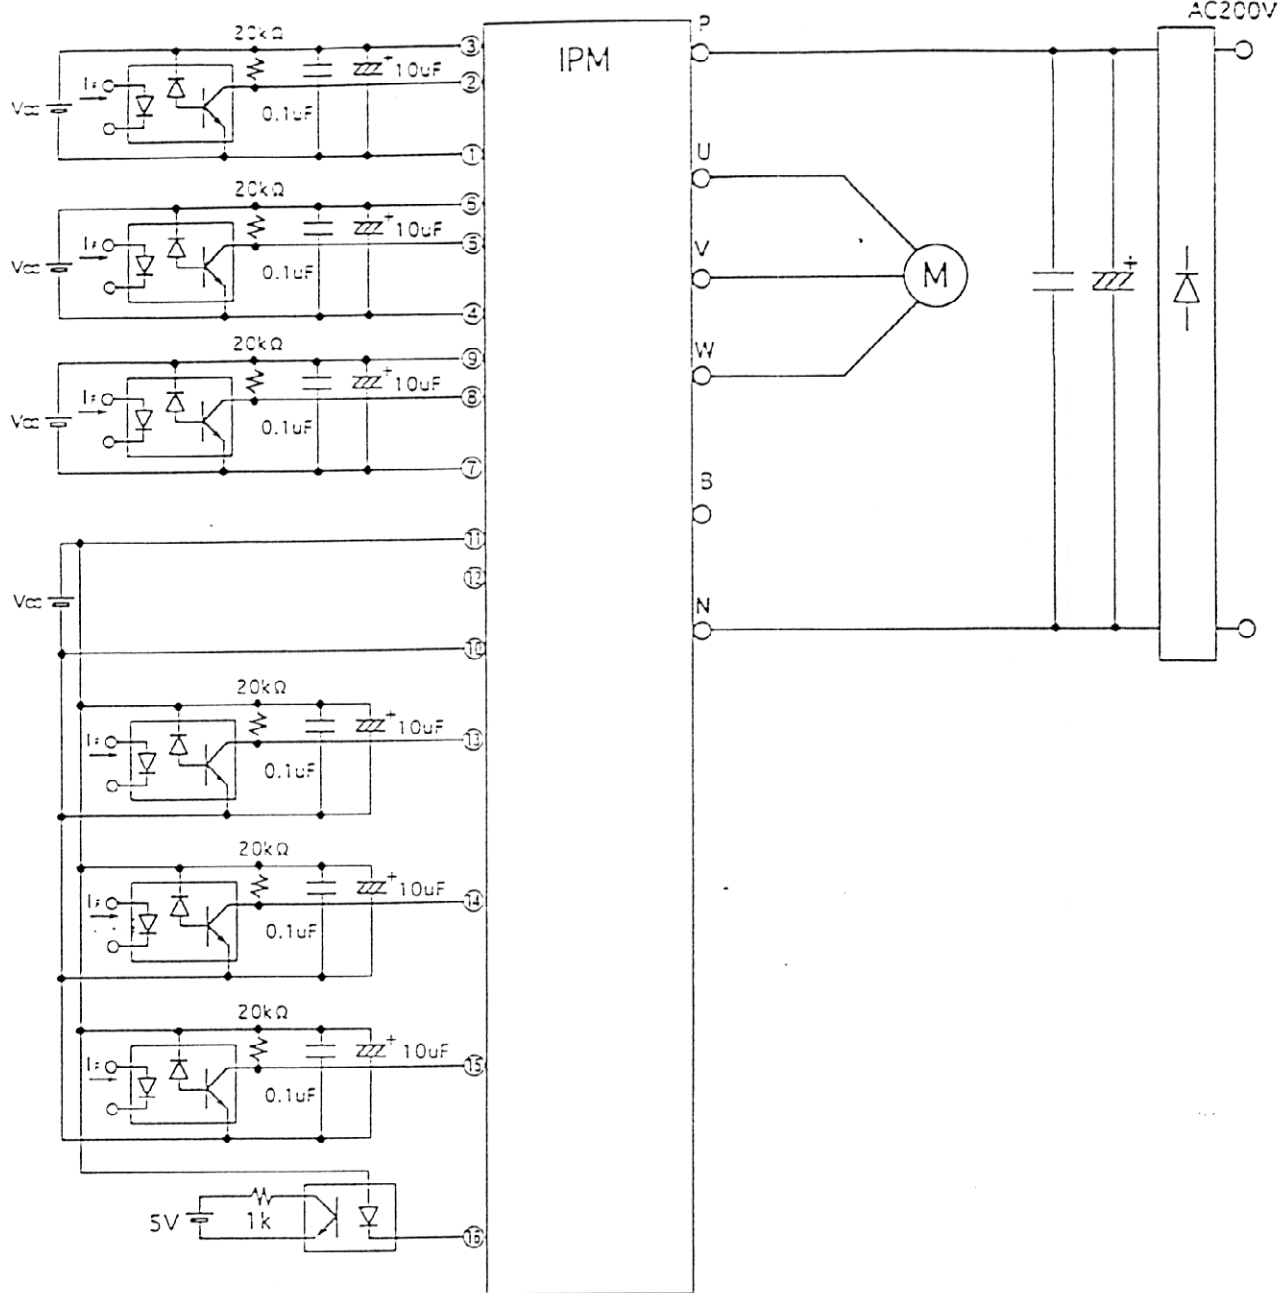 AC200V
IPM
P
20kΩ
③
10uF
②
IF
Vcc
0.1uF
①
U
20kΩ
⑥
10uF
⑤
IF
Vcc
0.1uF
④
V
M
W
20kΩ
⑨
10uF
⑧
IF
Vcc
0.1uF
⑦
B
⑪
⑫
Vcc
N
⑩
20kΩ
10uF
⑬
IF
0.1uF
20kΩ
10uF
⑭
IF
0.1uF
20kΩ
10uF
⑮
IF
0.1uF
5V
1k
⑯